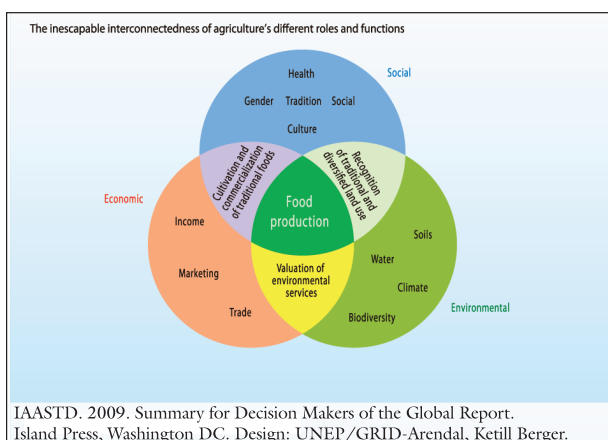 The inescapable interconnectedness of agriculture's different roles and functions
Health
Social
Gender Tradition Social
Culture
Cultivation and
commercialization
of traditional foods
Recognition
of traditional and
diversified land use
Economic
Food
production
Income
Soils
Water
Valuation of
environmental
services
Marketing
Climate
Trade
Biodiversity
Environmental
IAASTD. 2009. Summary for Decision Makers of the Global Report.
Island Press, Washington DC. Design: UNEP/GRID-Arendal, Ketill Berger.